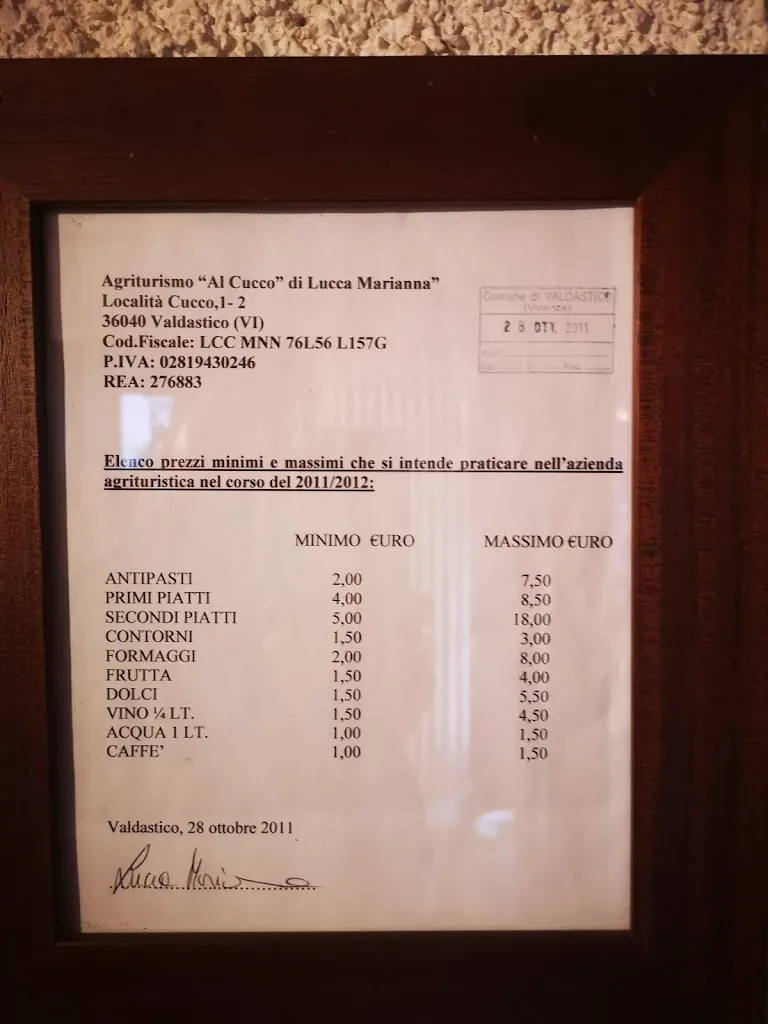 Agriturismo “Al Cucco” di Lucca Marianna”
Località Cucco,1- 2
36040 Valdastico (VI)
Cod.Fiscale: LCC MNN 76L56 L157G
P.IVA: 02819430246
REA: 276883
Comune di VALDASTICO
(Vicenza)
2 8 OTT. 2011
Elenco prezzi minimi e massimi che si intende praticare nell’azienda
agrituristica nel corso del 2011/2012:
MINIMO €URO MASSIMO €URO
ANTIPASTI 2,00 7,50
PRIMI PIATTI 4,00 8,50
SECONDI PIATTI 5,00 18,00
CONTORNI 1,50 3,00
FORMAGGI 2,00 8,00
FRUTTA 1,50 4,00
DOLCI 1,50 5,50
VINO ¼ LT. 1,50 4,50
ACQUA 1 LT. 1,00 1,50
CAFFE’ 1,00 1,50
Valdastico, 28 ottobre 2011